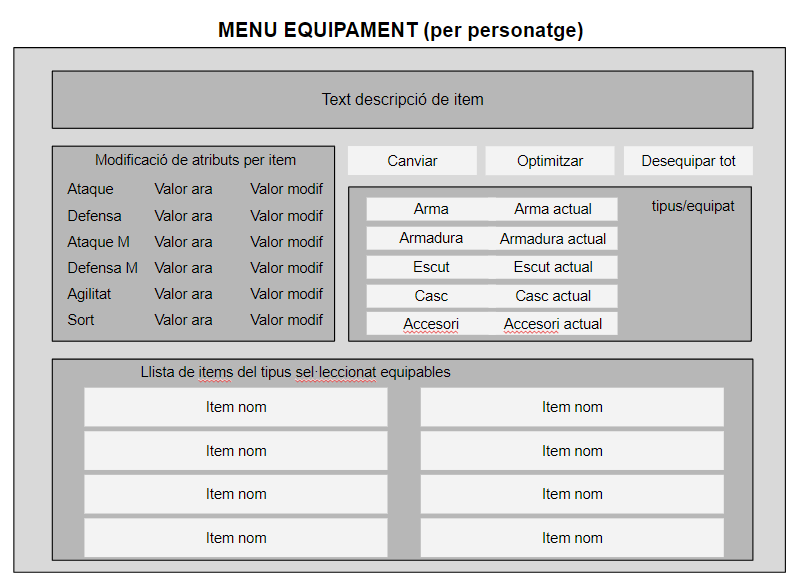 MENU EQUIPAMENT (per personatge)
Text descripció de item
Modificació de atributs per item
Ataque Valor ara Valor modif
Defensa Valor ara Valor modif
Ataque M Valor ara Valor modif
Defensa M Valor ara Valor modif
Agilitat Valor ara Valor modif
Sort Valor ara Valor modif
Canviar Optimitzar Desequipar tot
Arma Arma actual tipus/equipat
Armadura Armadura actual
Escut Escut actual
Casc Casc actual
Accesori Accesori actual
Llista de items del tipus sel·leccionat equipables
Item nom Item nom
Item nom Item nom
Item nom Item nom
Item nom Item nom